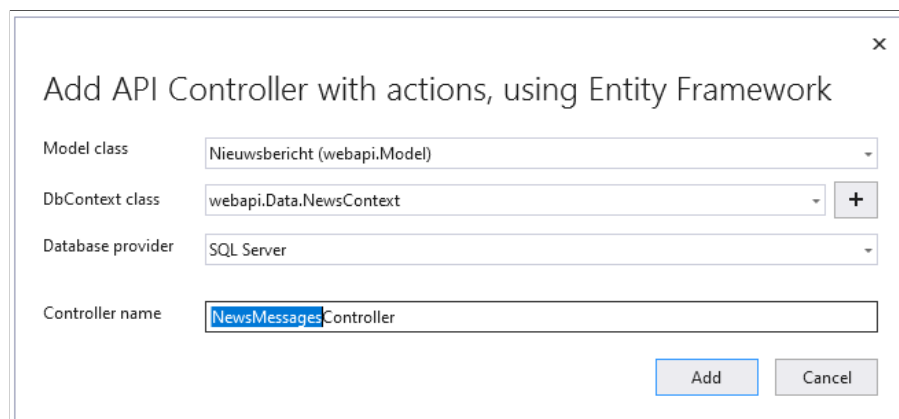 Add API Controller with actions, using Entity Framework
Model class
Nieuwsbericht (webapi.Model)
DbContext class
webapi.Data.NewsContext
+
Database provider
SQL Server
Controller name
NewsMessagesController
Add
Cancel